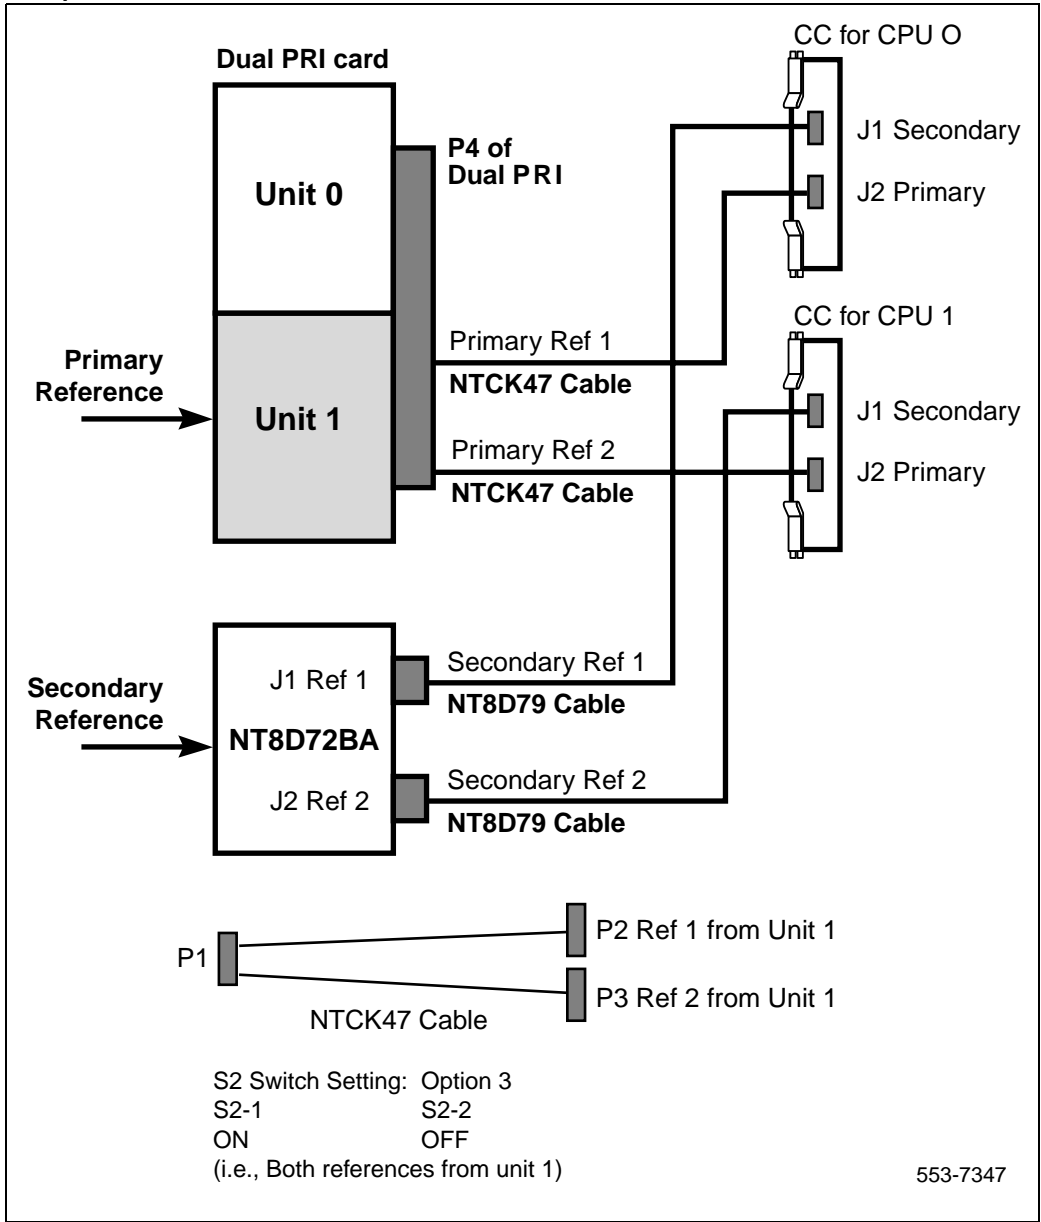 Dual PRI card
CC for CPU O
P4 of
Dual PRI
J1 Secondary
Unit 0
J2 Primary
CC for CPU 1
Primary Ref 1
Primary
Reference
NTCK47 Cable
Unit 1
J1 Secondary
Primary Ref 2
J2 Primary
NTCK47 Cable
Secondary Ref 1
J1 Ref 1
Secondary
Reference
NT8D79 Cable
NT8D72BA
Secondary Ref 2
J2 Ref 2
NT8D79 Cable
P2 Ref 1 from Unit 1
P1
P3 Ref 2 from Unit 1
NTCK47 Cable
S2 Switch Setting: Option 3
S2-1 S2-2
ON OFF
(i.e., Both references from unit 1)
553-7347